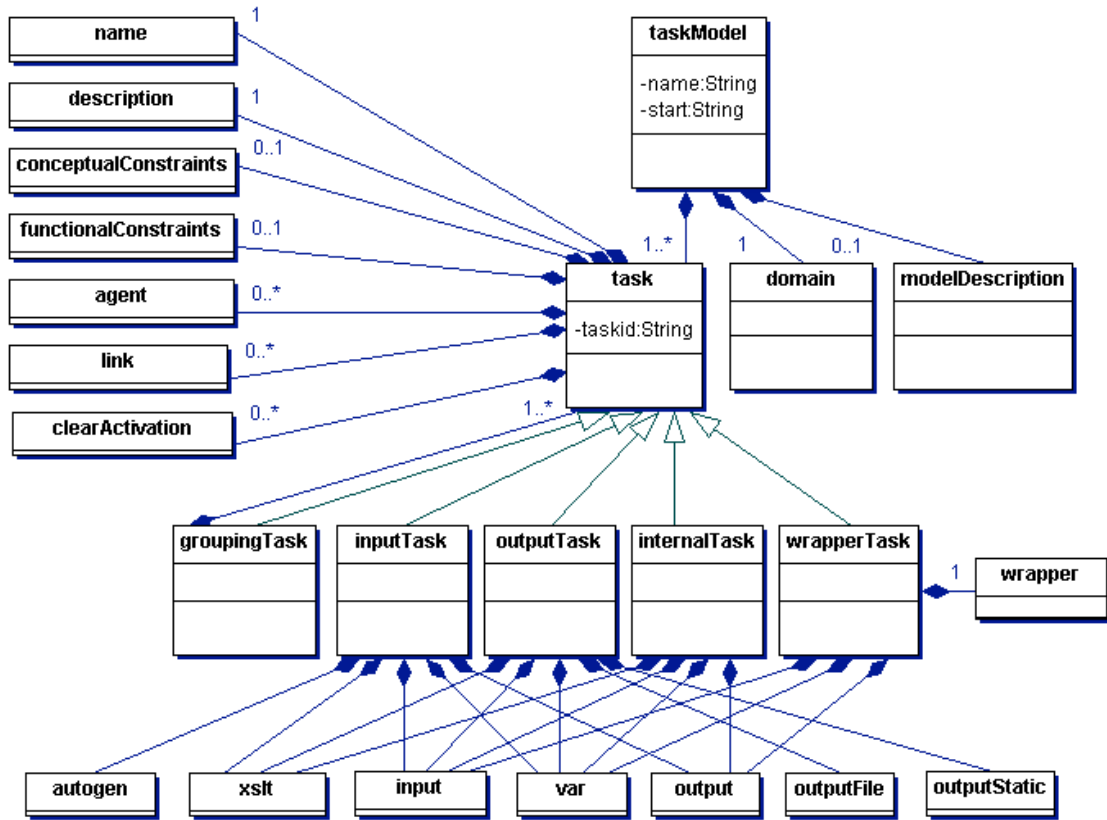 name
1
taskModel
-name:String
-start:String
description
1
conceptualConstraints
0..1
functionalConstraints
0..1
1..*
1
0..1
agent
0..*
task
-taskid:String
domain
modelDescription
link
0..*
clearActivation
0..*
1..*
groupingTask
inputTask
outputTask
internalTask
wrapperTask
1
wrapper
autogen
xslt
input
var
output
outputFile
outputStatic